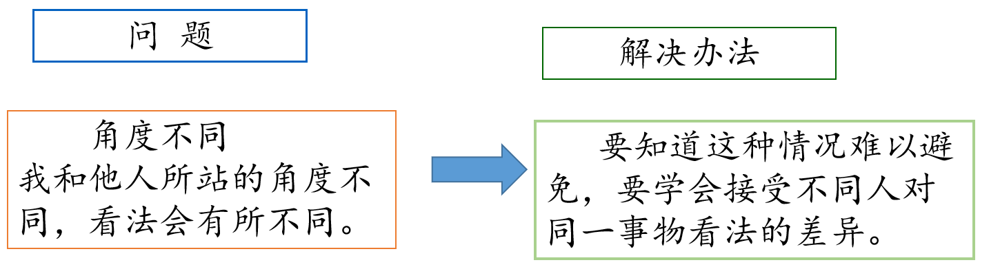 问 题
解决办法
角度不同
我和他人所站的角度不
同，看法会有所不同。
要知道这种情况难以避
免，要学会接受不同人对
同一事物看法的差异。